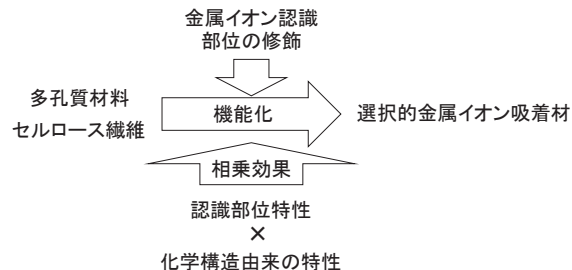 金属イオン認識
部位の修飾
多孔質材料
セルロース繊維
機能化
選択的金属イオン吸着材
相乗効果
認識部位特性
×
化学構造由来の特性